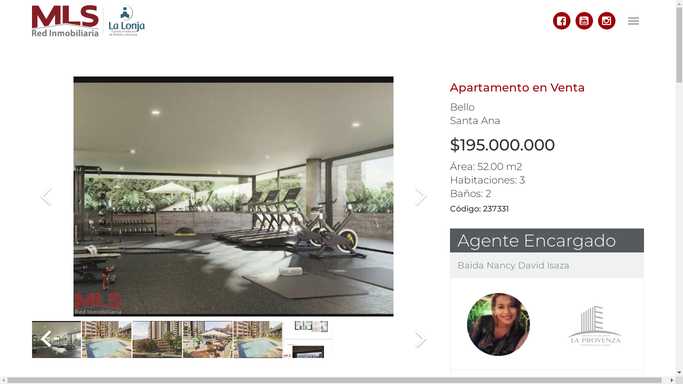 MLS
Red Inmobiliaria
La Lonja
Apartamento en Venta
Bello
Santa Ana
$195.000.000
Área: 52.00 m2
Habitaciones: 3
Baños: 2
Código: 237331
MLS
Red Inmobiliaria
Agente Encargado
Baida Nancy David Isaza
LA PROVENZA